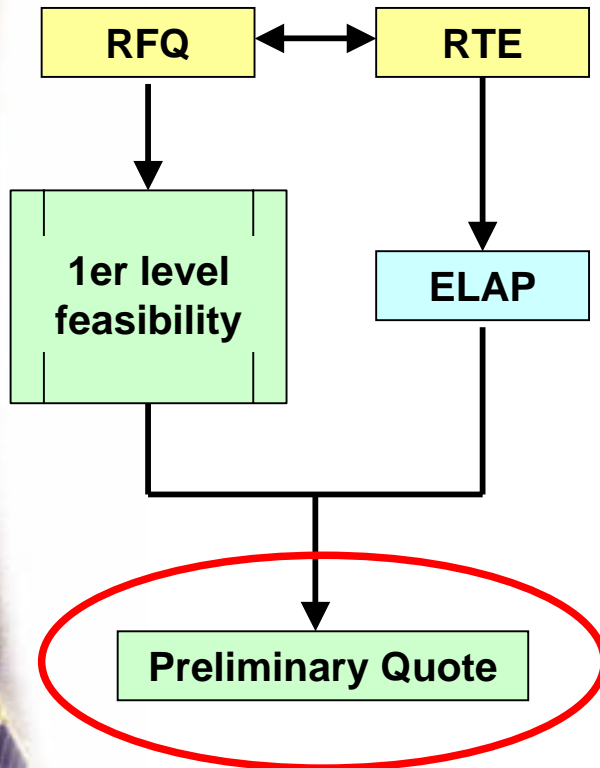 RFQ
RTE
1er level
feasibility
ELAP
Preliminary Quote